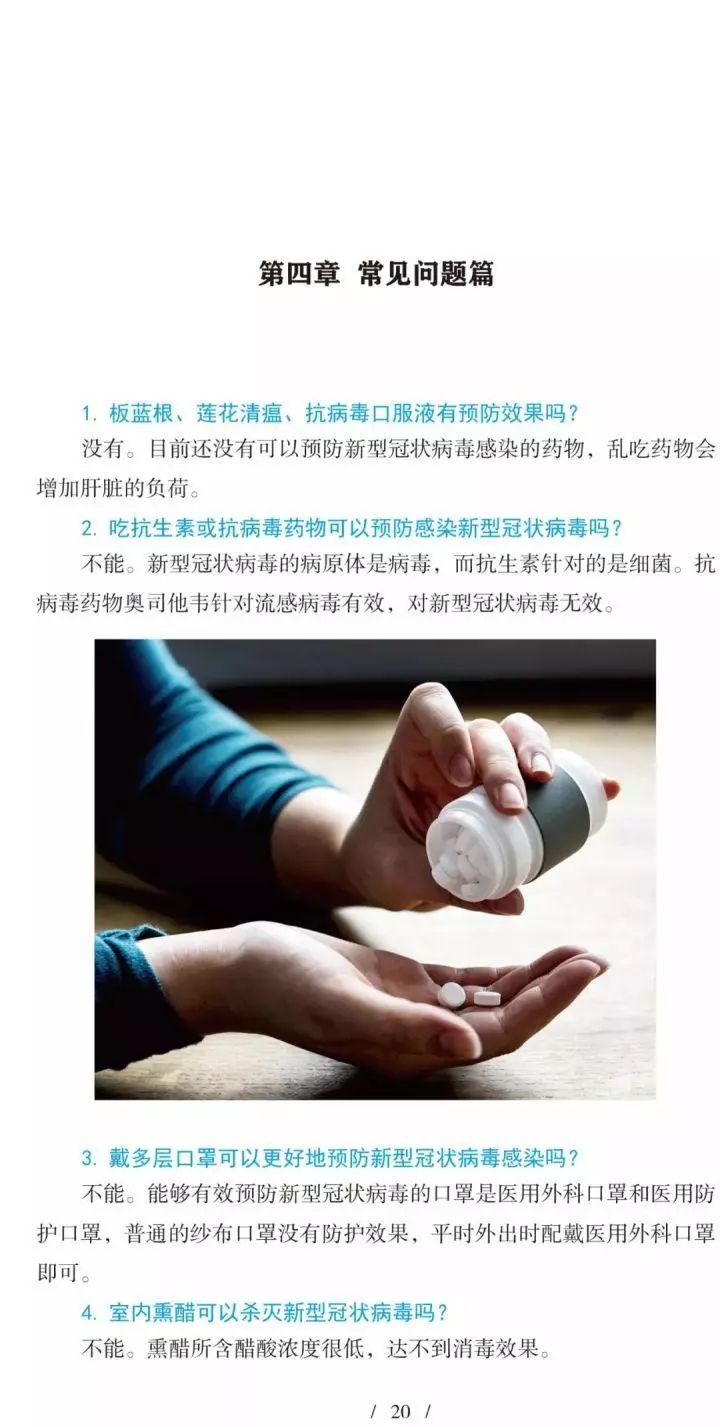 第四章 常见问题篇
1. 板蓝根、莲花清瘟、抗病毒口服液有预防效果吗？
没有。目前还没有可以预防新型冠状病毒感染的药物，乱吃药物会
增加肝脏的负荷。
2. 吃抗生素或抗病毒药物可以预防感染新型冠状病毒吗？
不能。新型冠状病毒的病原体是病毒，而抗生素针对的是细菌。抗
病毒药物奥司他韦针对流感病毒有效，对新型冠状病毒无效。
3. 戴多层口罩可以更好地预防新型冠状病毒感染吗？
不能。能够有效预防新型冠状病毒的口罩是医用外科口罩和医用防
护口罩，普通的纱布口罩没有防护效果，平时外出时配戴医用外科口罩
即可。
4. 室内熏醋可以杀灭新型冠状病毒吗？
不能。熏醋所含醋酸浓度很低，达不到消毒效果。
/ 20 /